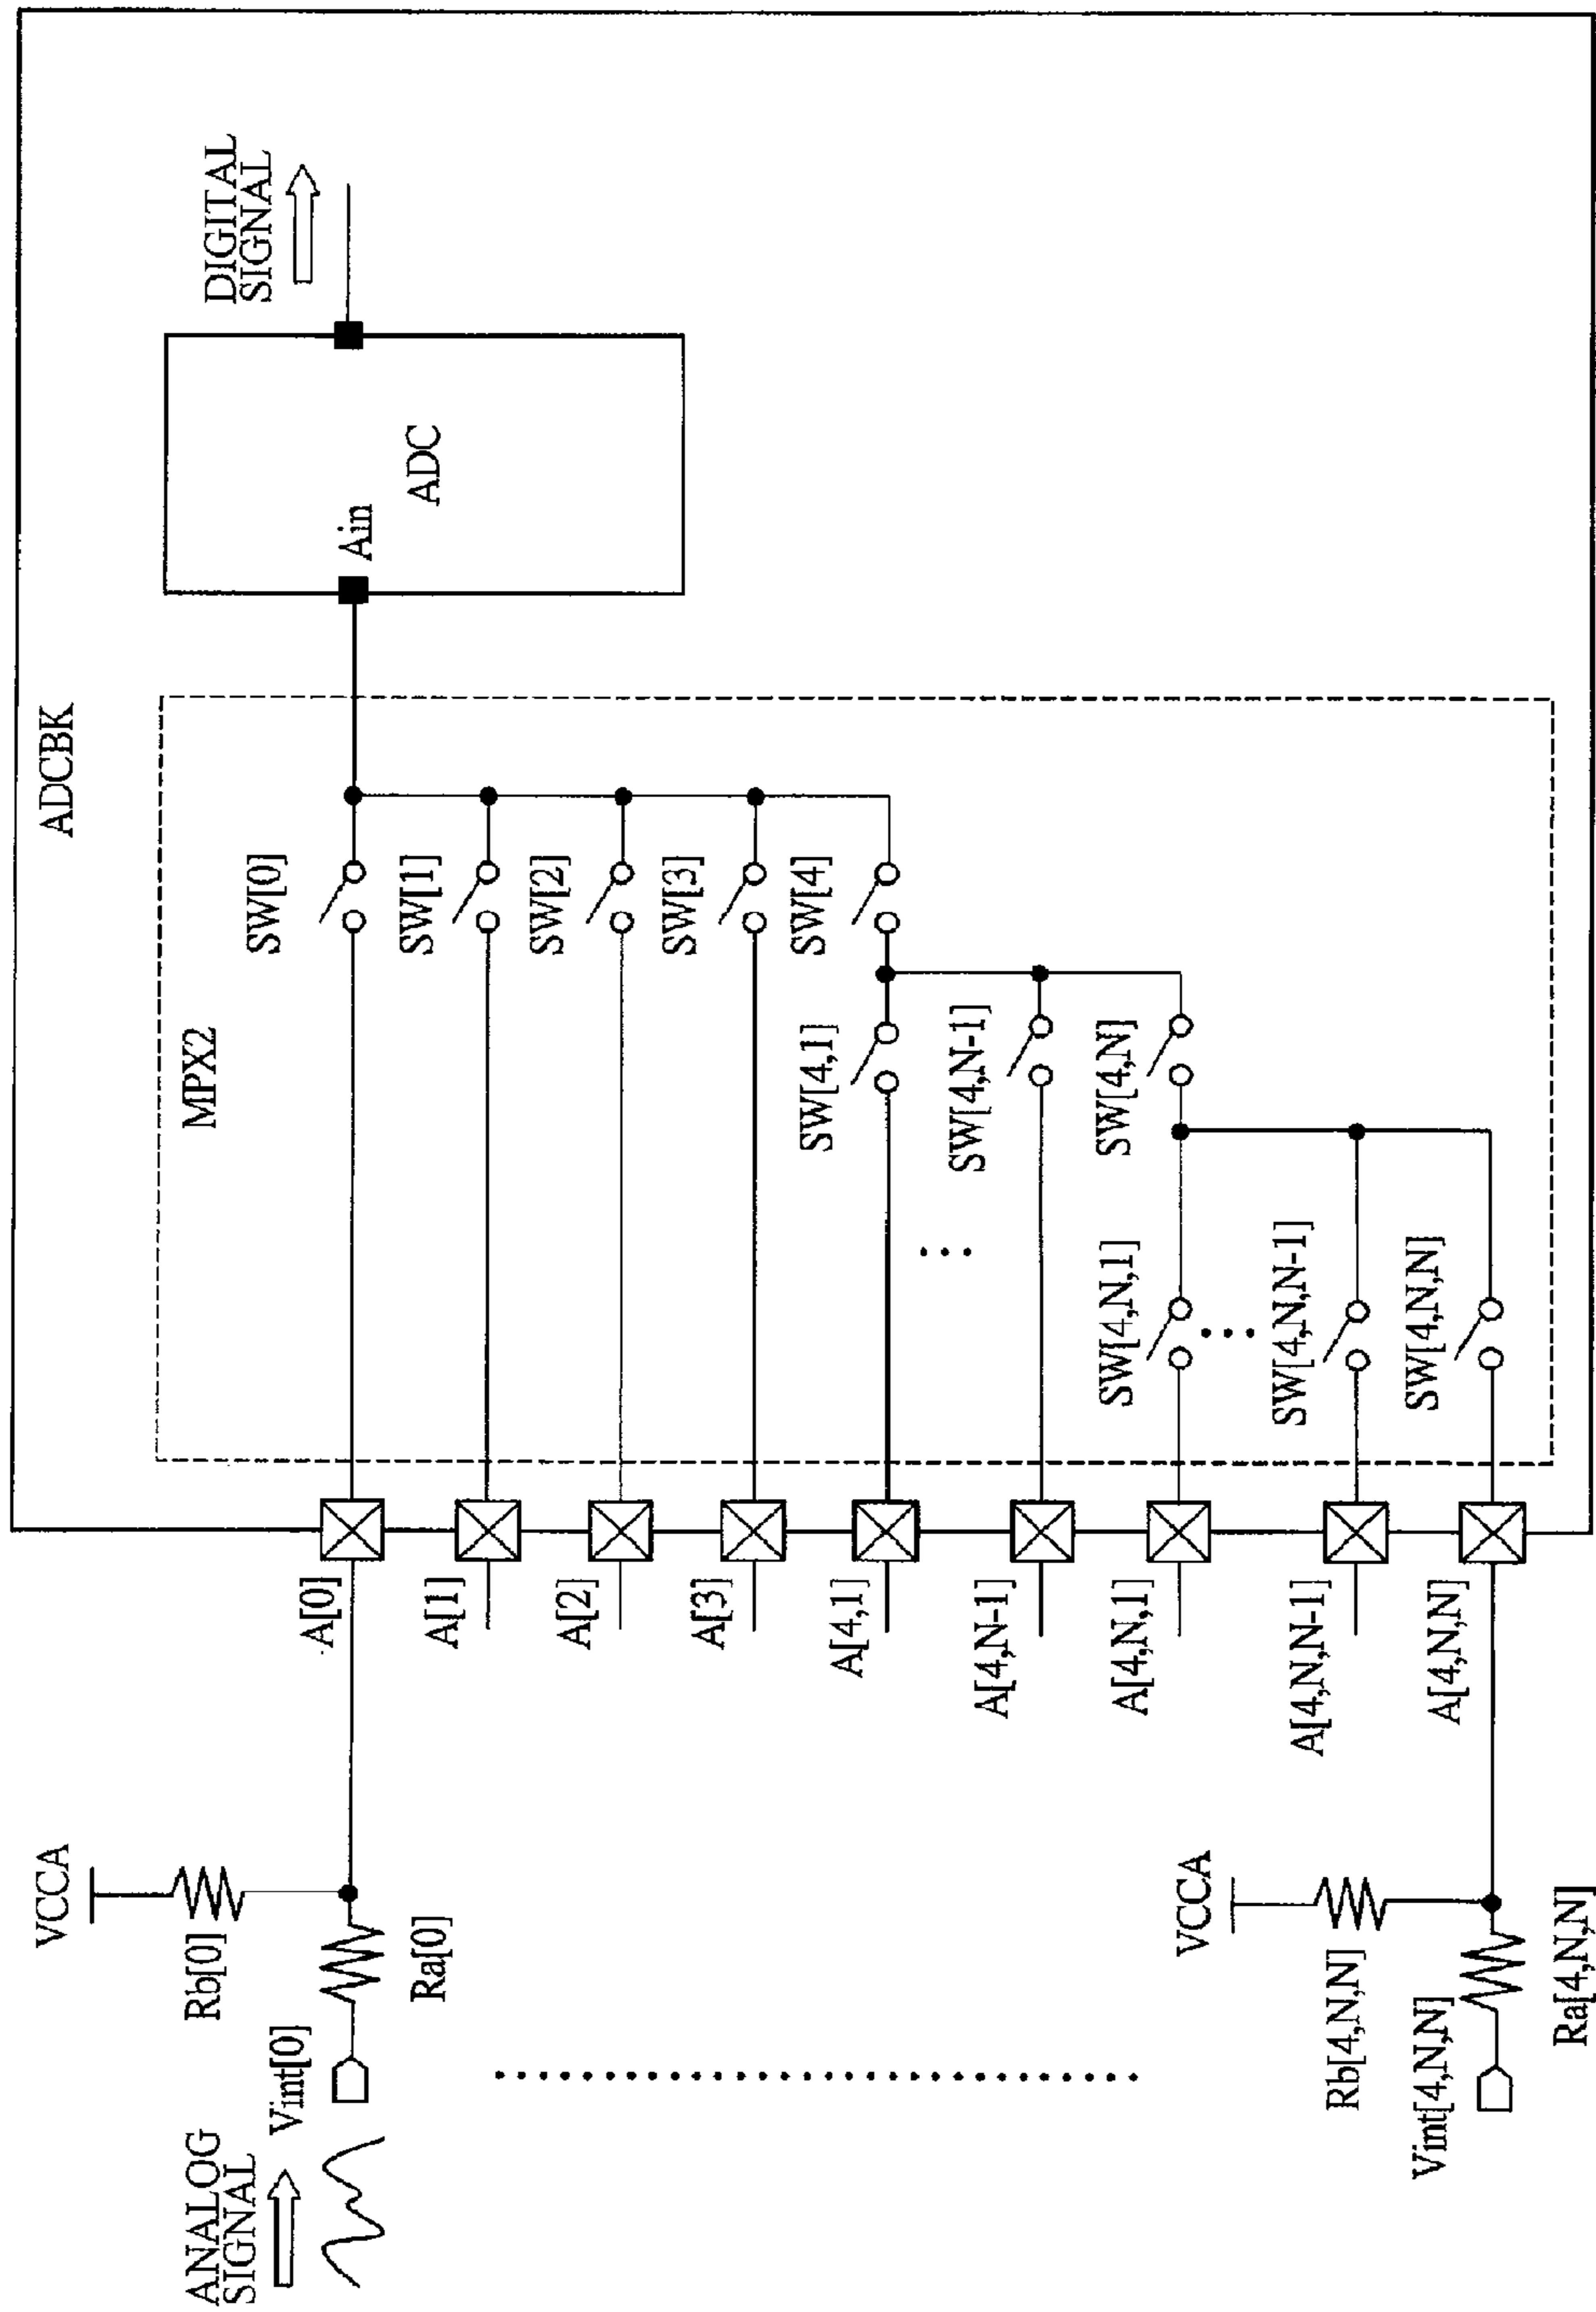 ANALOG
SIGNAL
Vint[0]
Rb[0]
VCCA
Ra[0]
A[0]
A[1]
A[2]
A[3]
A[4,1]
A[4,N-1]
A[4,N,1]
A[4,N,N-1]
A[4,N,N]
VCCA
Rb[4,N,N]
Vint[4,N,N]
Ra[4,N,N]
ADCBK
MPX2
SW[0]
SW[1]
SW[2]
SW[3]
SW[4]
SW[4,1]
SW[4,N-1]
SW[4,N]
SW[4,N,1]
SW[4,N,N-1]
SW[4,N,N]
Ain
ADC
DIGITAL
SIGNAL